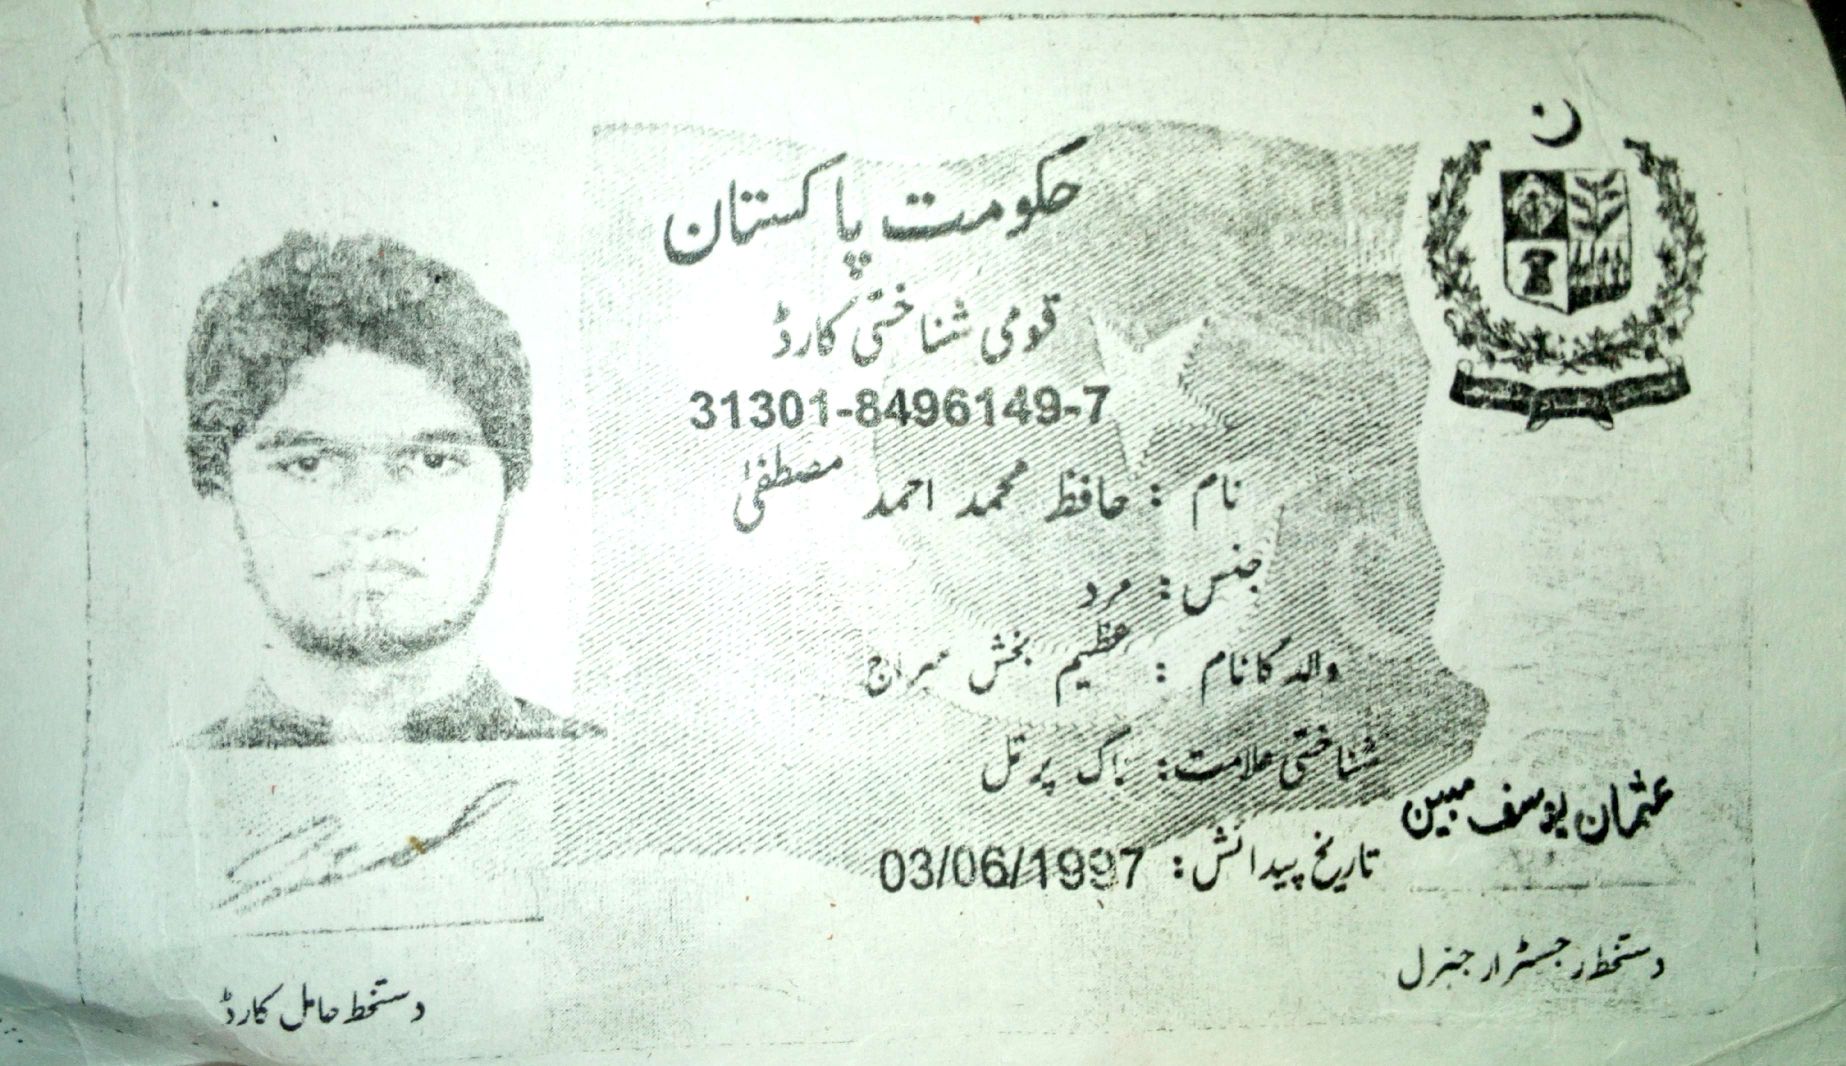 حکومت پاکستان
قومی شناختی کارڈ
31301-8496149-7
نام : حافظ محمد احمد مصطفیٰ
جنس : مرد
والد کا نام : عظیم بخش سراج
شناختی علامت : ناک پر تل
تاریخ پیدائش : 03/06/1997
عثمان یوسف مبین
دستخط رجسٹرار جنرل
دستخط حامل کارڈ